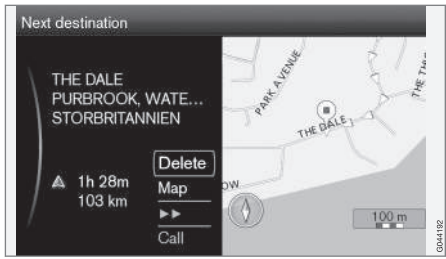 Next destination
THE DALE
PURBROOK, WATE...
STORBRITANNIEN
1h 28m
103 km
Delete
Map
►►
Call
PARK AVENUE
THE DALE
OW
100 m
G044192